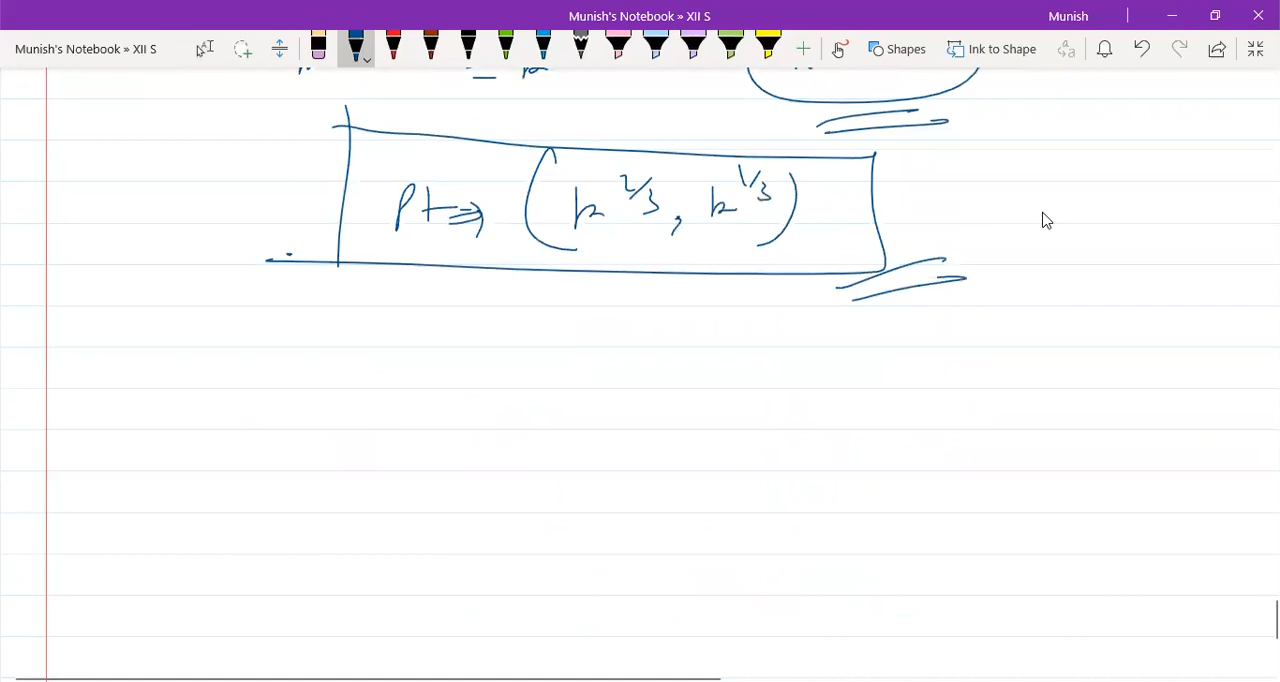 Munish's Notebook » XII S
Munish
Munish's Notebook » XII S
Shapes
Ink to Shape
Pt ⇒ (k^2/3, k^1/3)